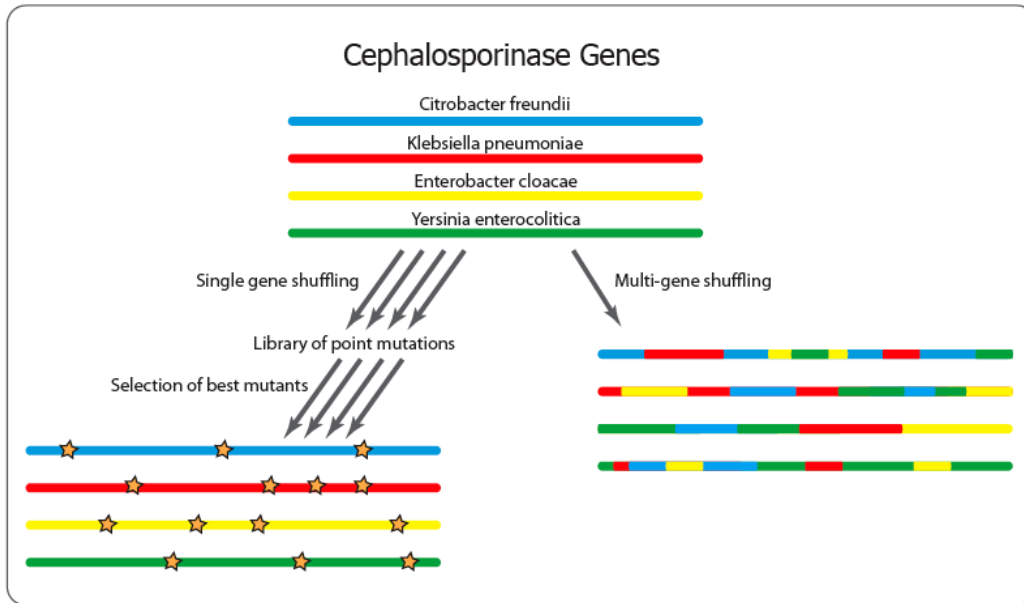 Cephalosporinase Genes
Citrobacter freundii
Klebsiella pneumoniae
Enterobacter cloacae
Yersinia enterocolitica
Single gene shuffling
Multi-gene shuffling
Library of point mutations
Selection of best mutants